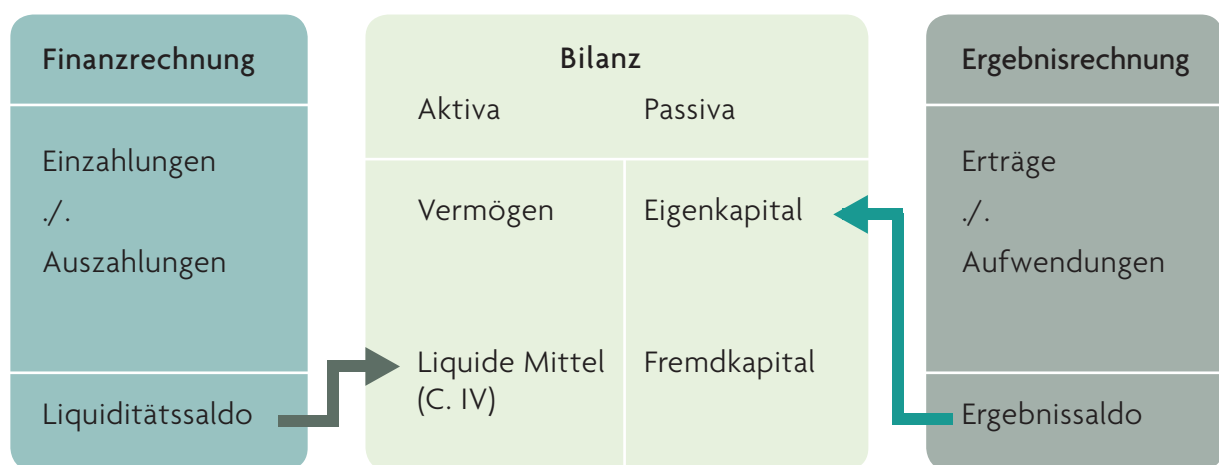 Finanzrechnung
Einzahlungen
./.
Auszahlungen
Liquiditätssaldo
Bilanz
Aktiva Passiva
Vermögen Eigenkapital
Liquide Mittel Fremdkapital
(C. IV)
Ergebnisrechnung
Erträge
./.
Aufwendungen
Ergebnissaldo